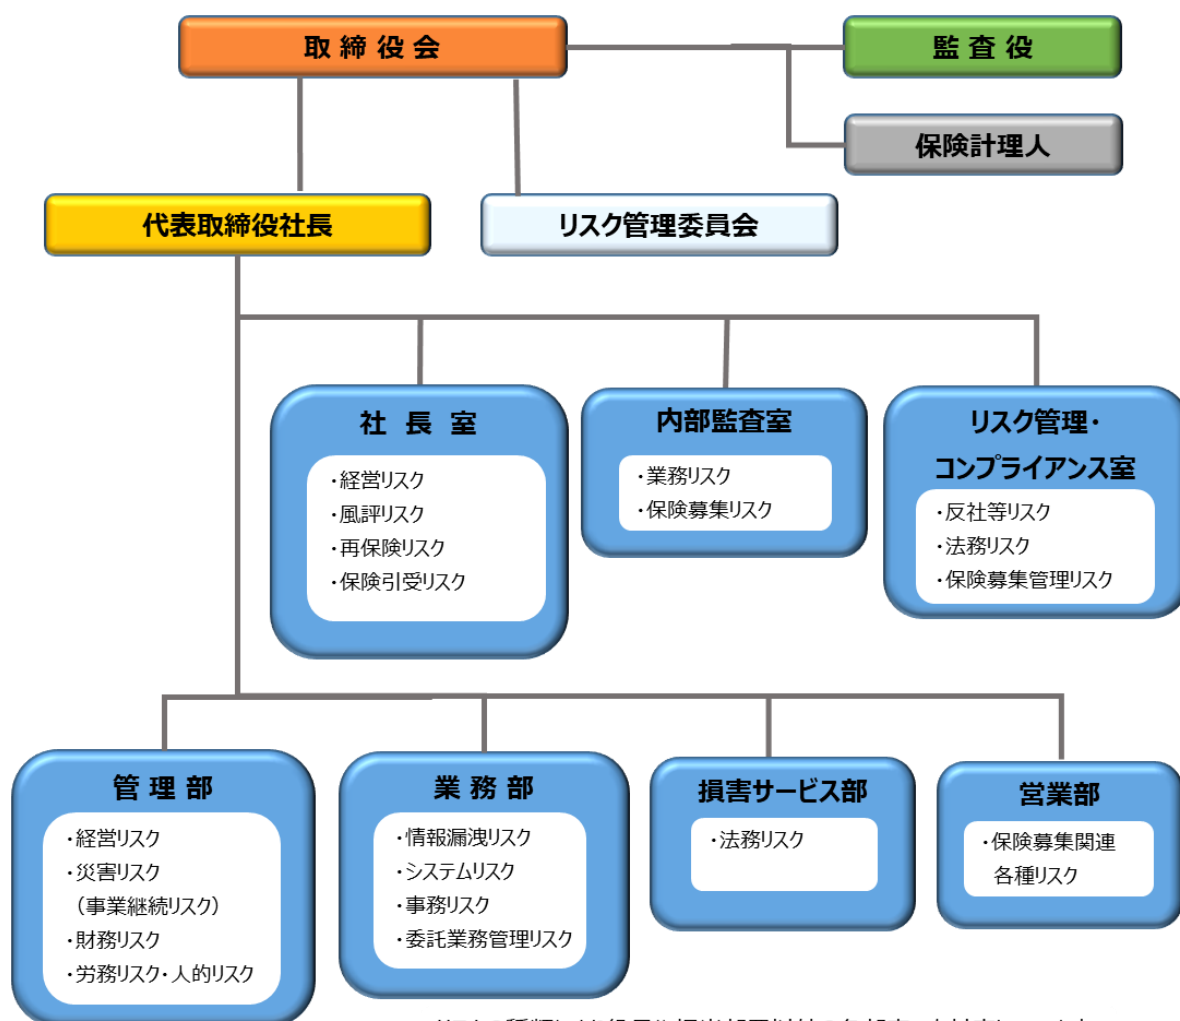 取締役会
監査役
保険計理人
代表取締役社長
リスク管理委員会
社長室
・経営リスク
・風評リスク
・再保険リスク
・保険引受リスク
内部監査室
・業務リスク
・保険募集リスク
リスク管理・
コンプライアンス室
・反社等リスク
・法務リスク
・保険募集管理リスク
管理部
・経営リスク
・災害リスク
（事業継続リスク）
・財務リスク
・労務リスク・人的リスク
業務部
・情報漏洩リスク
・システムリスク
・事務リスク
・委託業務管理リスク
損害サービス部
・法務リスク
営業部
・保険募集関連
各種リスク